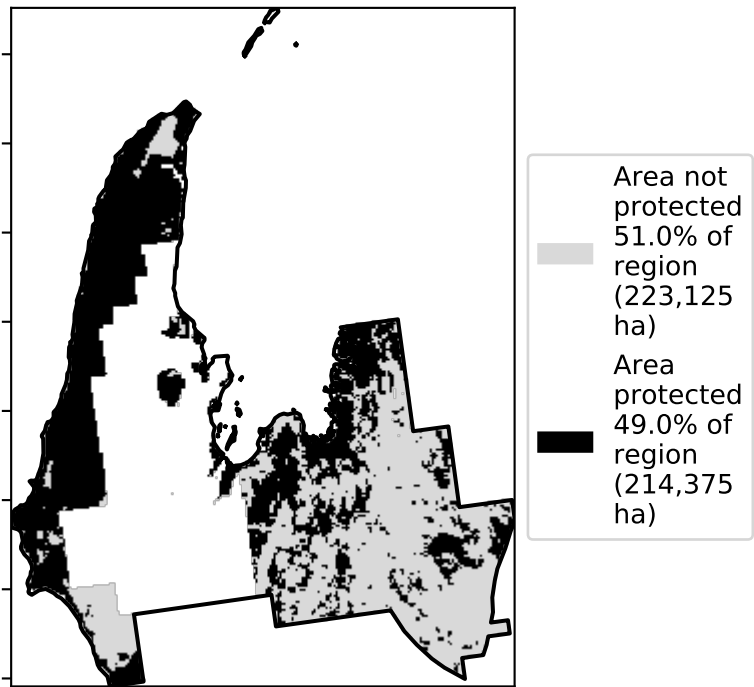 Area not
protected
51.0% of
region
(223,125
ha)
Area
protected
49.0% of
region
(214,375
ha)